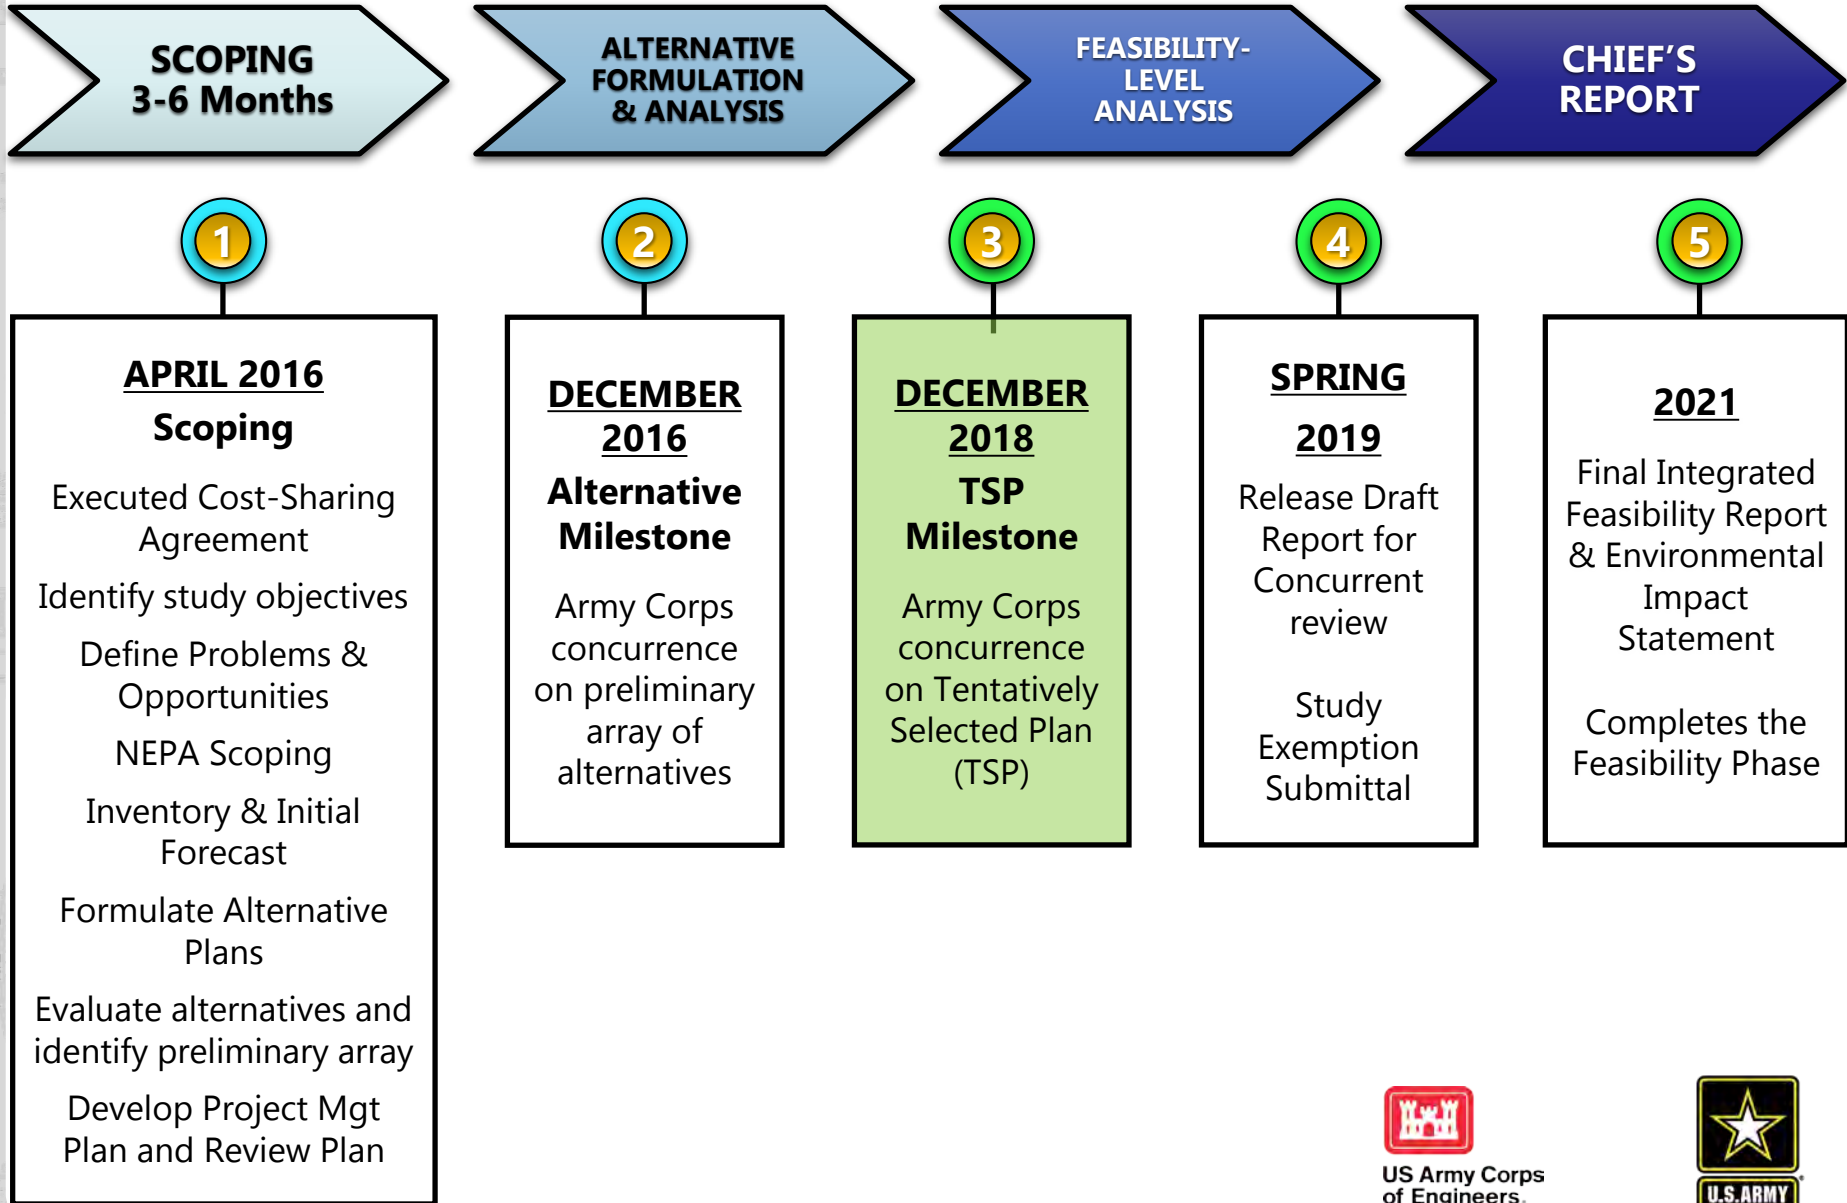 SCOPING
3-6 Months
ALTERNATIVE
FORMULATION
& ANALYSIS
FEASIBILITY-
LEVEL
ANALYSIS
CHIEF'S
REPORT
1
2
3
4
5
APRIL 2016
Scoping
Executed Cost-Sharing
Agreement
Identify study objectives
Define Problems &
Opportunities
NEPA Scoping
Inventory & Initial
Forecast
Formulate Alternative
Plans
Evaluate alternatives and
identify preliminary array
Develop Project Mgt
Plan and Review Plan
DECEMBER
2016
Alternative
Milestone
Army Corps
concurrence
on preliminary
array of
alternatives
DECEMBER
2018
TSP
Milestone
Army Corps
concurrence
on Tentatively
Selected Plan
(TSP)
SPRING
2019
Release Draft
Report for
Concurrent
review
Study
Exemption
Submittal
2021
Final Integrated
Feasibility Report
& Environmental
Impact
Statement
Completes the
Feasibility Phase
US Army Corps
of Engineers.
U.S.ARMY